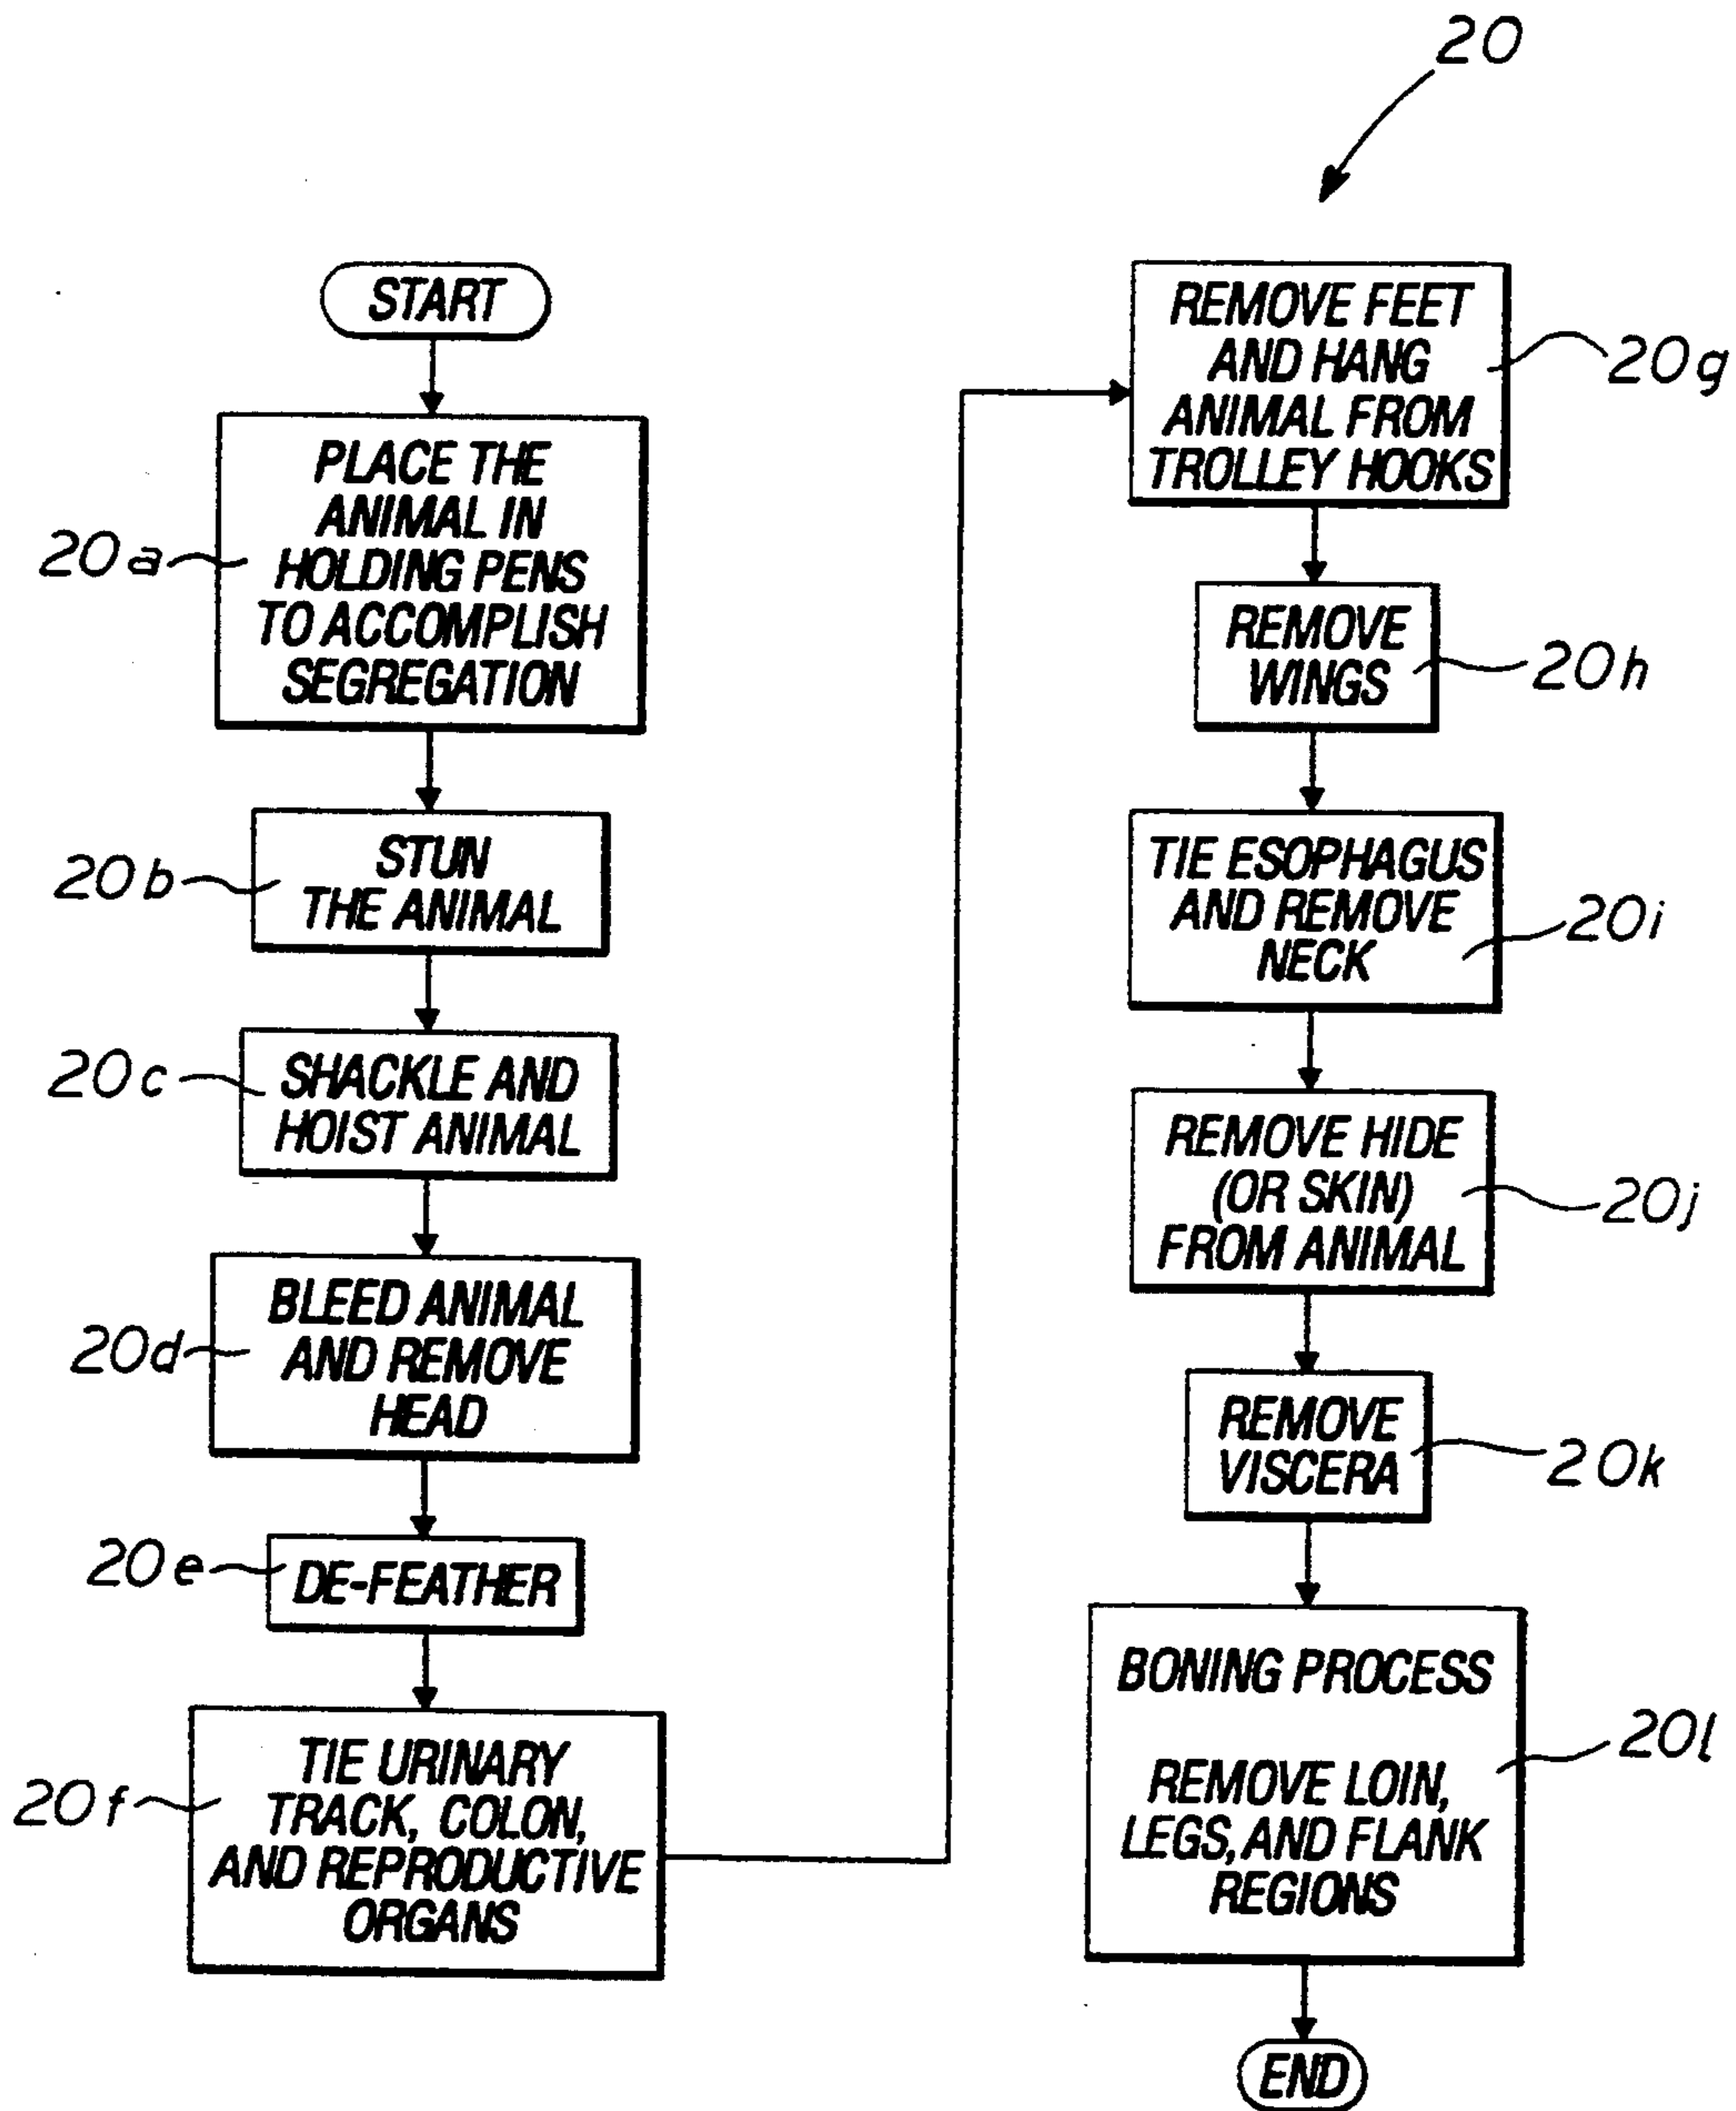 20
START
20a
PLACE THE
ANIMAL IN
HOLDING PENS
TO ACCOMPLISH
SEGREGATION
20b
STUN
THE ANIMAL
20c
SHACKLE AND
HOIST ANIMAL
20d
BLEED ANIMAL
AND REMOVE
HEAD
20e
DE-FEATHER
20f
TIE URINARY
TRACK, COLON,
AND REPRODUCTIVE
ORGANS
REMOVE FEET
AND HANG
ANIMAL FROM
TROLLEY HOOKS
20g
REMOVE
WINGS
20h
TIE ESOPHAGUS
AND REMOVE
NECK
20i
REMOVE HIDE
(OR SKIN)
FROM ANIMAL
20j
REMOVE
VISCERA
20k
BONING PROCESS
REMOVE LOIN,
LEGS, AND FLANK
REGIONS
20l
END